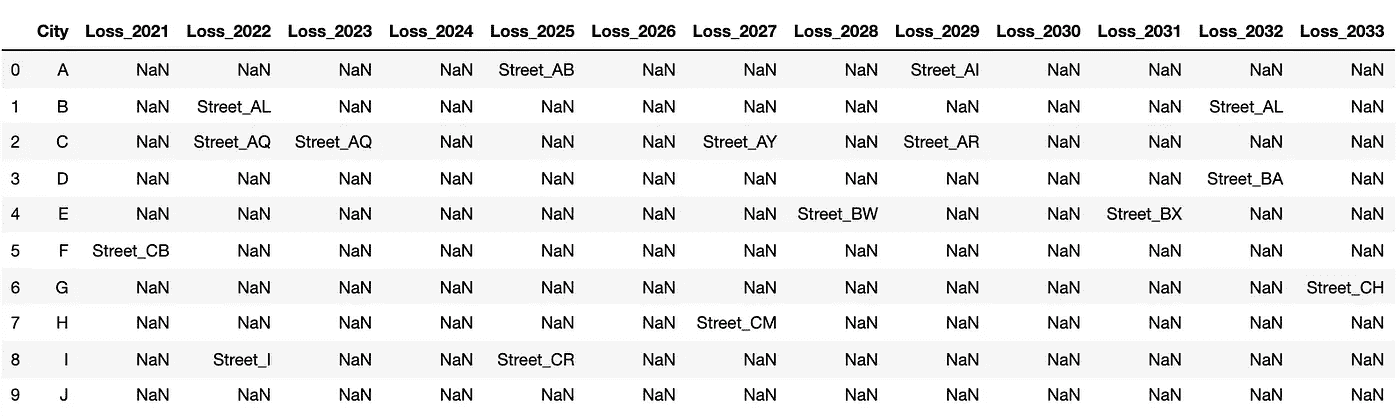 City Loss_2021 Loss_2022 Loss_2023 Loss_2024 Loss_2025 Loss_2026 Loss_2027 Loss_2028 Loss_2029 Loss_2030 Loss_2031 Loss_2032 Loss_2033
0 A NaN NaN NaN NaN Street_AB NaN NaN NaN Street_AI NaN NaN NaN NaN
1 B NaN Street_AL NaN NaN NaN NaN NaN NaN NaN NaN NaN Street_AL NaN
2 C NaN Street_AQ Street_AQ NaN NaN NaN Street_AY NaN Street_AR NaN NaN NaN NaN
3 D NaN NaN NaN NaN NaN NaN NaN NaN NaN NaN NaN Street_BA NaN
4 E NaN NaN NaN NaN NaN NaN NaN Street_BW NaN NaN Street_BX NaN NaN
5 F Street_CB NaN NaN NaN NaN NaN NaN NaN NaN NaN NaN NaN NaN
6 G NaN NaN NaN NaN NaN NaN NaN NaN NaN NaN NaN NaN Street_CH
7 H NaN NaN NaN NaN NaN NaN Street_CM NaN NaN NaN NaN NaN NaN
8 I NaN Street_I NaN NaN Street_CR NaN NaN NaN NaN NaN NaN NaN NaN
9 J NaN NaN NaN NaN NaN NaN NaN NaN NaN NaN NaN NaN NaN